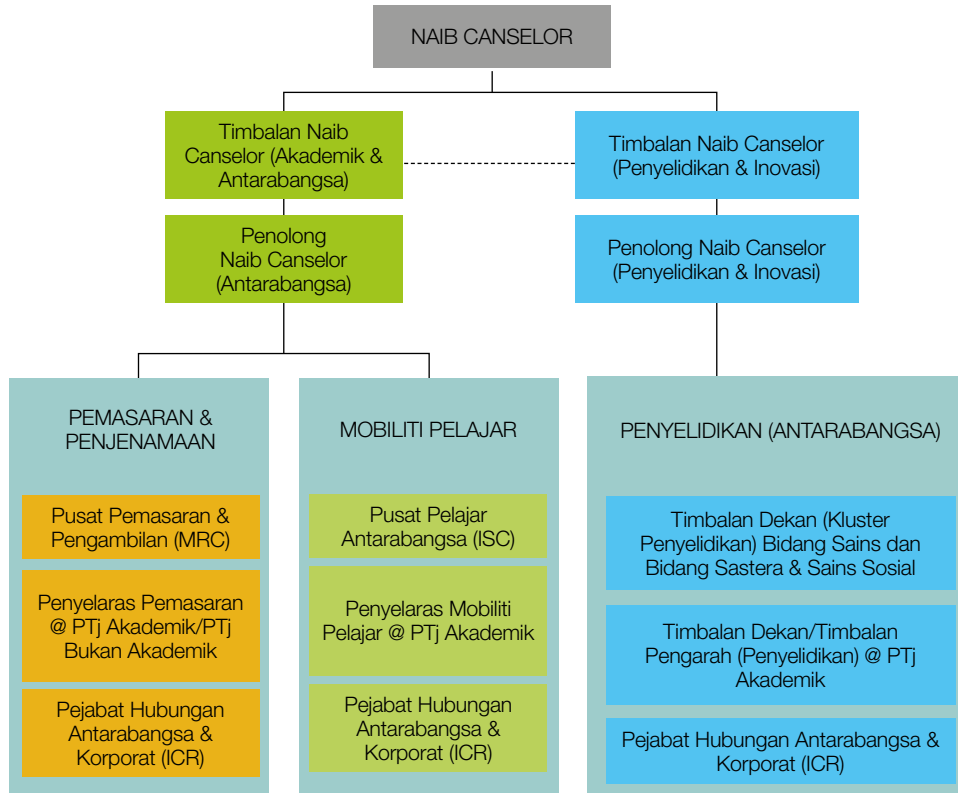 NAIB CANSELOR
Timbalan Naib
Canselor (Akademik &
Antarabangsa)
Timbalan Naib Canselor
(Penyelidikan & Inovasi)
Penolong
Naib Canselor
(Antarabangsa)
Penolong Naib Canselor
(Penyelidikan & Inovasi)
PEMASARAN &
PENJENAMAAN
Pusat Pemasaran &
Pengambilan (MRC)
Penyelaras Pemasaran
@ PTj Akademik/PTj
Bukan Akademik
Pejabat Hubungan
Antarabangsa &
Korporat (ICR)
MOBILITI PELAJAR
Pusat Pelajar
Antarabangsa (ISC)
Penyelaras Mobiliti
Pelajar @ PTj Akademik
Pejabat Hubungan
Antarabangsa &
Korporat (ICR)
PENYELIDIKAN (ANTARABANGSA)
Timbalan Dekan (Kluster
Penyelidikan) Bidang Sains dan
Bidang Sastera & Sains Sosial
Timbalan Dekan/Timbalan
Pengarah (Penyelidikan) @ PTj
Akademik
Pejabat Hubungan Antarabangsa &
Korporat (ICR)